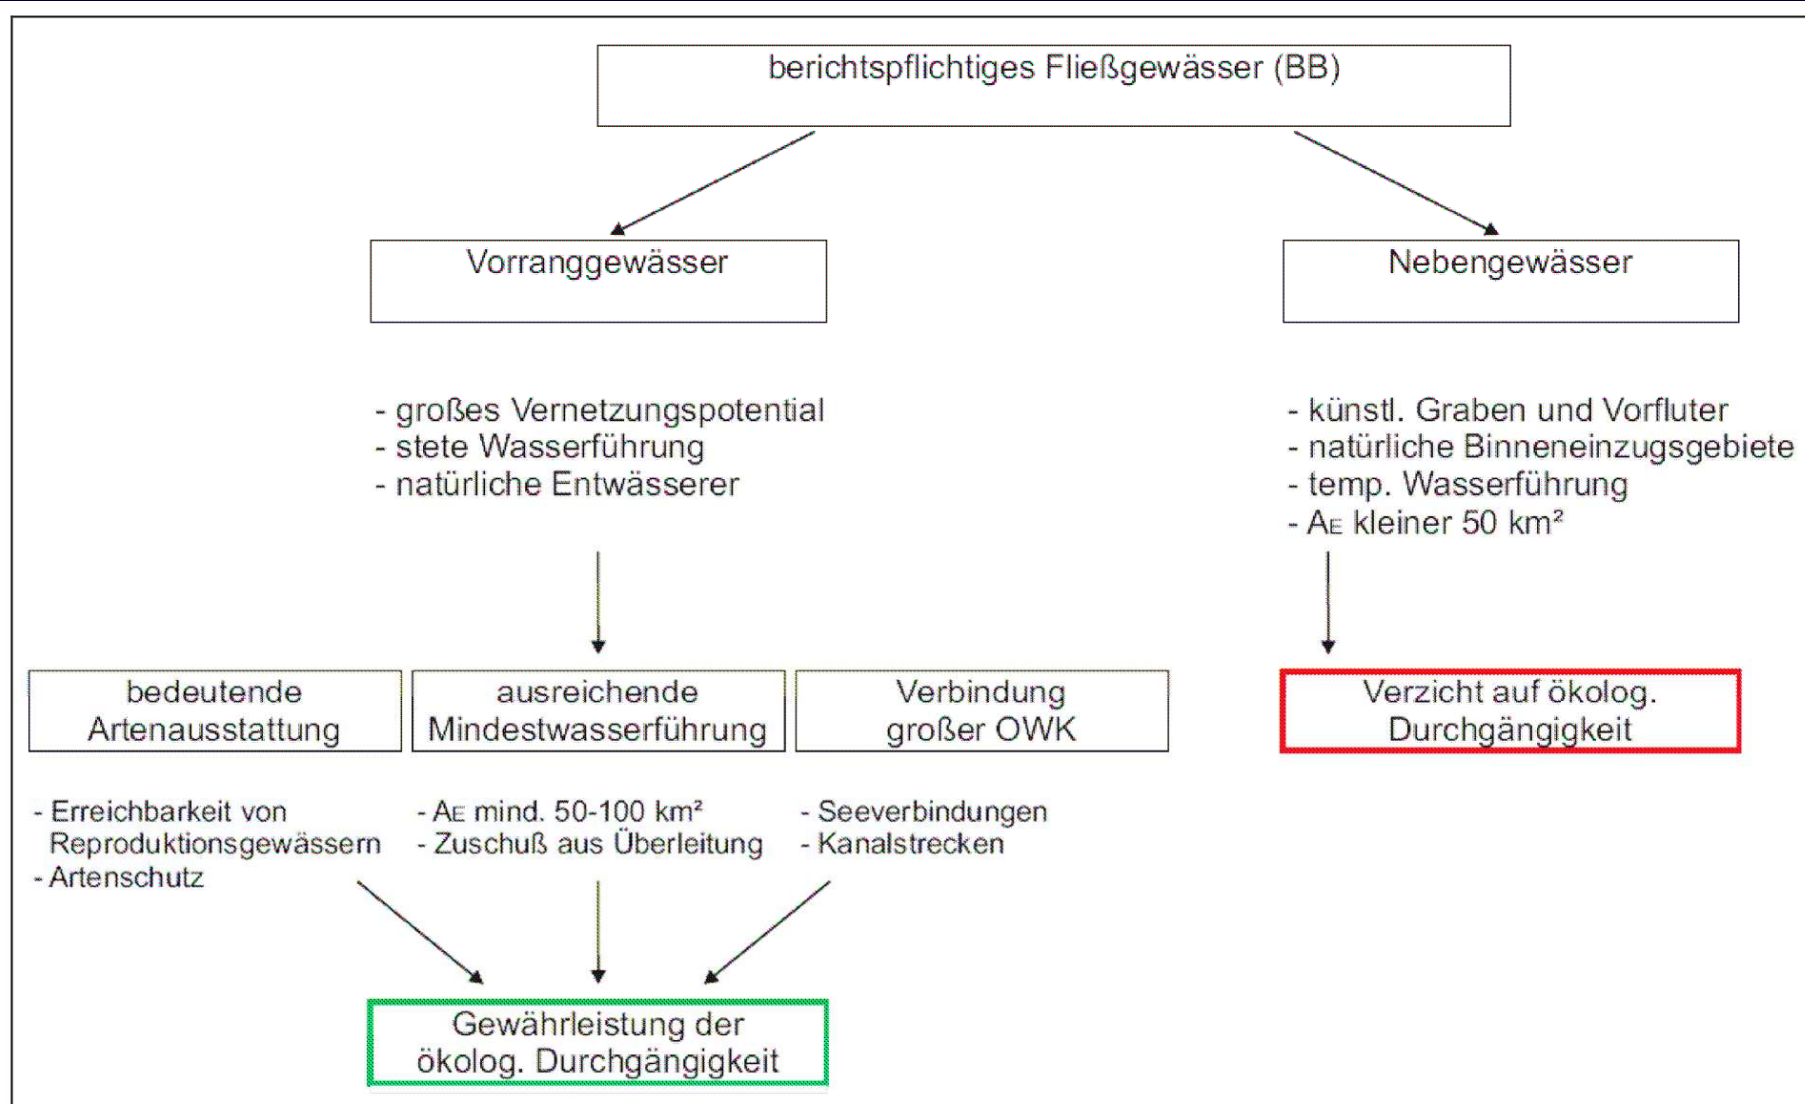 berichtspflichtiges Fließgewässer (BB)
Vorranggewässer
Nebengewässer
- großes Vernetzungspotential
- stete Wasserführung
- natürliche Entwässerer
- künstl. Graben und Vorfluter
- natürliche Binneneinzugsgebiete
- temp. Wasserführung
- AE kleiner 50 km²
bedeutende
Artenausstattung
ausreichende
Mindestwasserführung
Verbindung
großer OWK
Verzicht auf ökolog.
Durchgängigkeit
- Erreichbarkeit von
Reproduktionsgewässern
- Artenschutz
- AE mind. 50-100 km²
- Zuschuß aus Überleitung
- Seeverbindungen
- Kanalstrecken
Gewährleistung der
ökolog. Durchgängigkeit